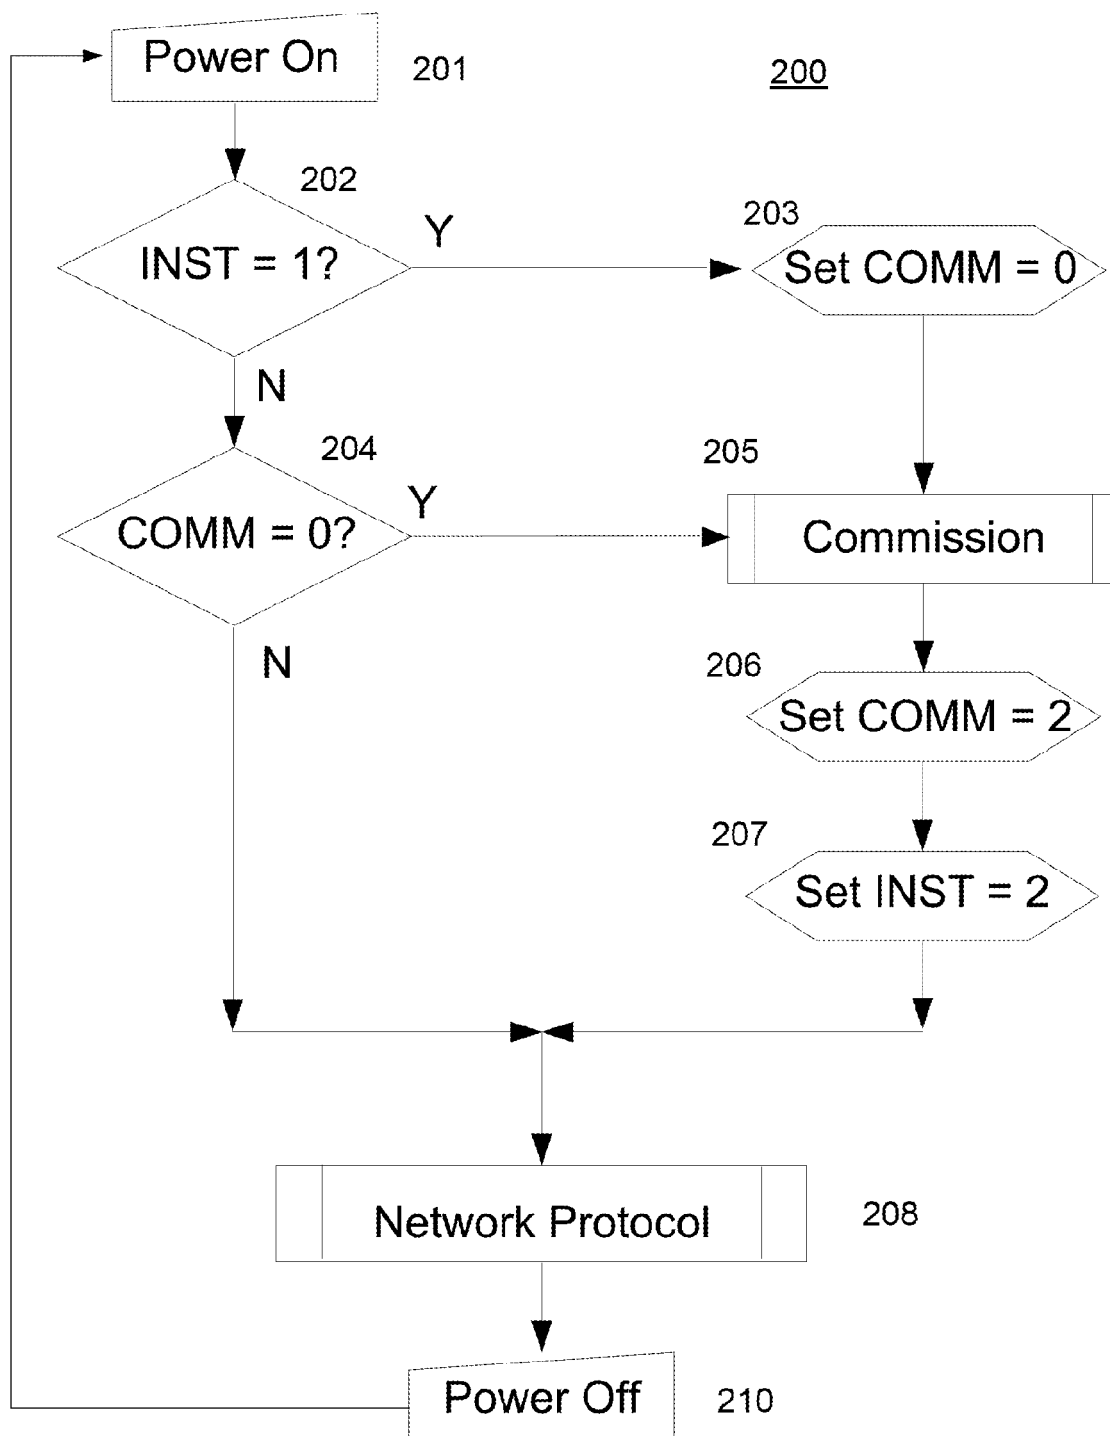 Power On
201
200
202
INST = 1?
Y
203
Set COMM = 0
N
204
COMM = 0?
Y
205
Commission
N
206
Set COMM = 2
207
Set INST = 2
Network Protocol
208
Power Off
210